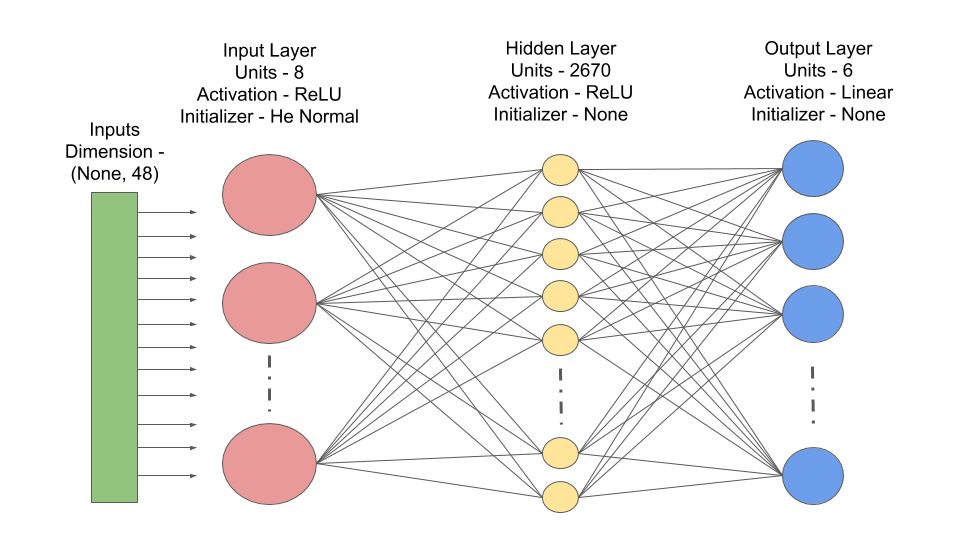 Inputs
Dimension -
(None, 48)
Input Layer
Units - 8
Activation - ReLU
Initializer - He Normal
Hidden Layer
Units - 2670
Activation - ReLU
Initializer - None
Output Layer
Units - 6
Activation - Linear
Initializer - None